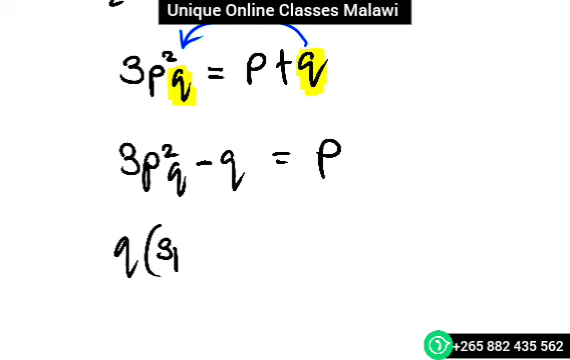 Unique Online Classes Malawi
3p²q = p + q
3p²q - q = p
q(3
+265 882 435 562